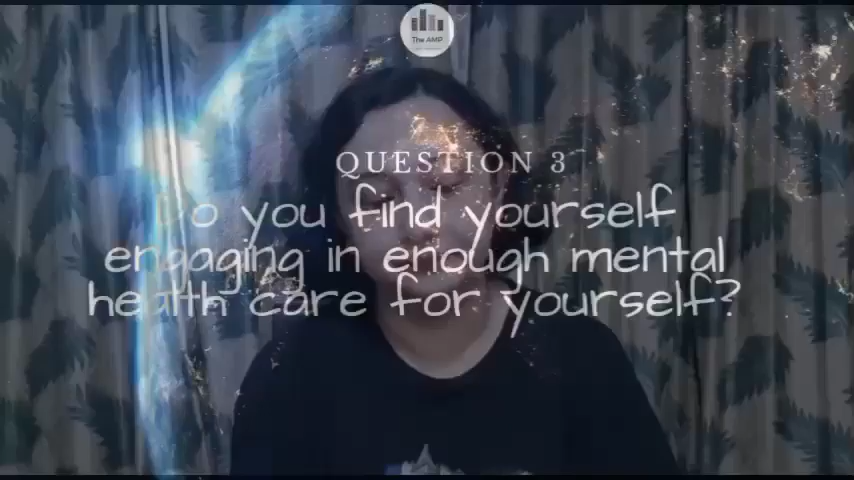 The AMP
QUESTION 3
Do you find yourself
engaging in enough mental
health care for yourself?